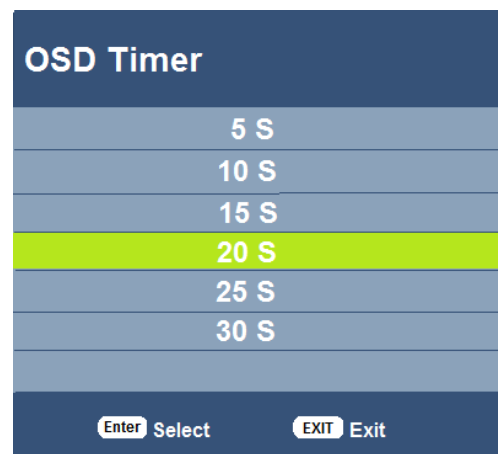 OSD Timer
5 S
10 S
15 S
20 S
25 S
30 S
Enter Select EXIT Exit